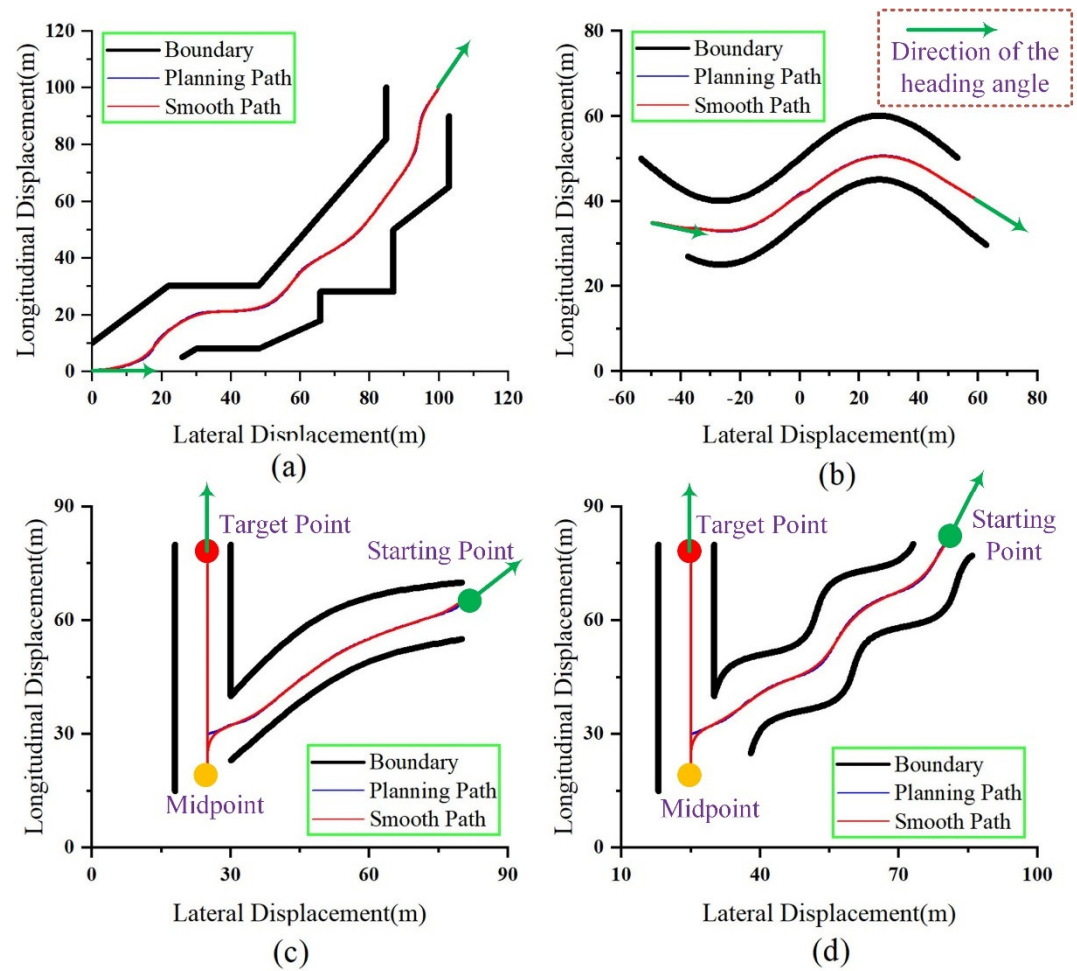 120
100
80
60
40
20
0
0
20
40
60
80
100
120
Longitudinal Displacement(m)
Lateral Displacement(m)
Boundary
Planning Path
Smooth Path
(a)
80
60
40
20
0
-60
-40
-20
0
20
40
60
80
Longitudinal Displacement(m)
Lateral Displacement(m)
Boundary
Planning Path
Smooth Path
Direction of the
heading angle
(b)
90
60
30
0
0
30
60
90
Longitudinal Displacement(m)
Lateral Displacement(m)
Target Point
Starting Point
Midpoint
Boundary
Planning Path
Smooth Path
(c)
90
60
30
0
10
40
70
100
Longitudinal Displacement(m)
Lateral Displacement(m)
Target Point
Starting
Point
Midpoint
Boundary
Planning Path
Smooth Path
(d)